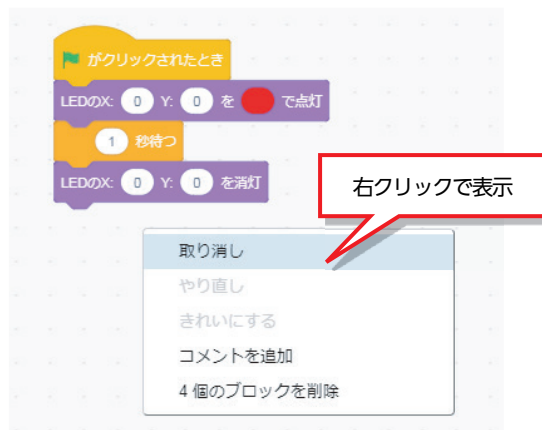 がクリックされたとき
LEDのX: 0 Y: 0 を で点灯
1 秒待つ
LEDのX: 0 Y: 0 を消灯
右クリックで表示
取り消し
やり直し
きれいにする
コメントを追加
4 個のブロックを削除